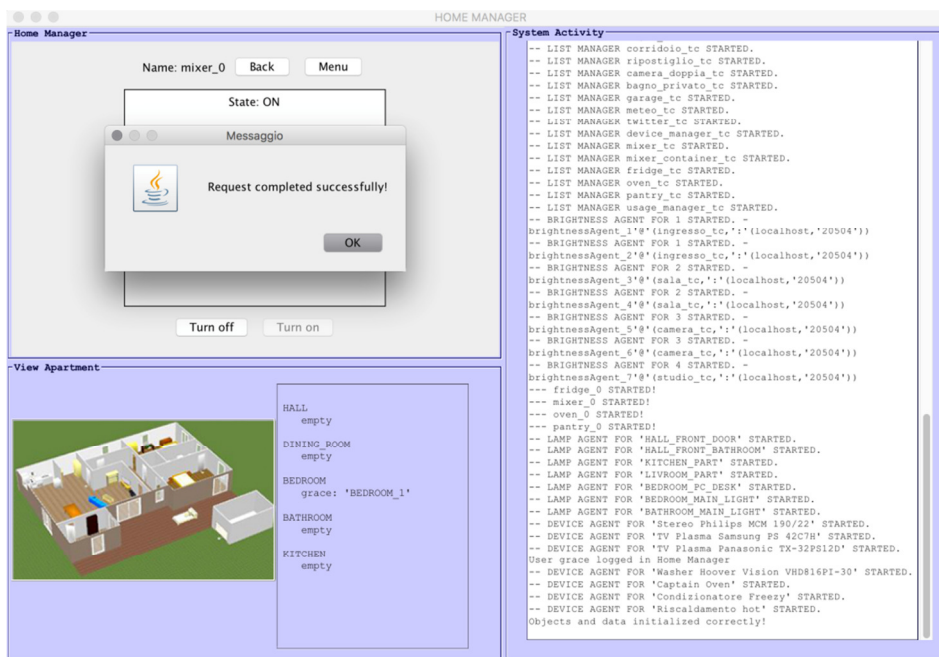 HOME MANAGER
Home Manager
Name: mixer_0 Back Menu
State: ON
Messaggio
Request completed successfully!
OK
Turn off Turn on
View Apartment
HALL
empty
DINING_ROOM
empty
BEDROOM
grace: 'BEDROOM_1'
BATHROOM
empty
KITCHEN
empty
System Activity
-- LIST MANAGER corridoio_tc STARTED.
-- LIST MANAGER ripostiglio_tc STARTED.
-- LIST MANAGER camera_doppia_tc STARTED.
-- LIST MANAGER bagno_privato_tc STARTED.
-- LIST MANAGER garage_tc STARTED.
-- LIST MANAGER meteo_tc STARTED.
-- LIST MANAGER twitter_tc STARTED.
-- LIST MANAGER device_manager_tc STARTED.
-- LIST MANAGER mixer_tc STARTED.
-- LIST MANAGER mixer_container_tc STARTED.
-- LIST MANAGER fridge_tc STARTED.
-- LIST MANAGER oven_tc STARTED.
-- LIST MANAGER pantry_tc STARTED.
-- LIST MANAGER usage_manager_tc STARTED.
-- BRIGHTNESS AGENT FOR 1 STARTED. -
brightnessAgent_1'@'(ingresso_tc,':'(localhost,'20504'))
-- BRIGHTNESS AGENT FOR 1 STARTED. -
brightnessAgent_2'@'(ingresso_tc,':'(localhost,'20504'))
-- BRIGHTNESS AGENT FOR 2 STARTED. -
brightnessAgent_3'@'(sala_tc,':'(localhost,'20504'))
-- BRIGHTNESS AGENT FOR 2 STARTED. -
brightnessAgent_4'@'(sala_tc,':'(localhost,'20504'))
-- BRIGHTNESS AGENT FOR 3 STARTED. -
brightnessAgent_5'@'(camera_tc,':'(localhost,'20504'))
-- BRIGHTNESS AGENT FOR 3 STARTED. -
brightnessAgent_6'@'(camera_tc,':'(localhost,'20504'))
-- BRIGHTNESS AGENT FOR 4 STARTED. -
brightnessAgent_7'@'(studio_tc,':'(localhost,'20504'))
--- fridge_0 STARTED!
--- mixer_0 STARTED!
--- oven_0 STARTED!
--- pantry_0 STARTED!
-- LAMP AGENT FOR 'HALL_FRONT_DOOR' STARTED.
-- LAMP AGENT FOR 'HALL_FRONT_BATHROOM' STARTED.
-- LAMP AGENT FOR 'KITCHEN_PART' STARTED.
-- LAMP AGENT FOR 'LIVROOM_PART' STARTED.
-- LAMP AGENT FOR 'BEDROOM_PC_DESK' STARTED.
-- LAMP AGENT FOR 'BEDROOM_MAIN_LIGHT' STARTED.
-- LAMP AGENT FOR 'BATHROOM_MAIN_LIGHT' STARTED.
-- DEVICE AGENT FOR 'Stereo Philips MCM 190/22' STARTED.
-- DEVICE AGENT FOR 'TV Plasma Samsung PS 42C7H' STARTED.
-- DEVICE AGENT FOR 'TV Plasma Panasonic TX-32PS12D' STARTED.
User grace logged in Home Manager
-- DEVICE AGENT FOR 'Washer Hoover Vision VHD816PI-30' STARTED.
-- DEVICE AGENT FOR 'Captain Oven' STARTED.
-- DEVICE AGENT FOR 'Condizionatore Freezy' STARTED.
-- DEVICE AGENT FOR 'Riscaldamento hot' STARTED.
Objects and data initialized correctly!